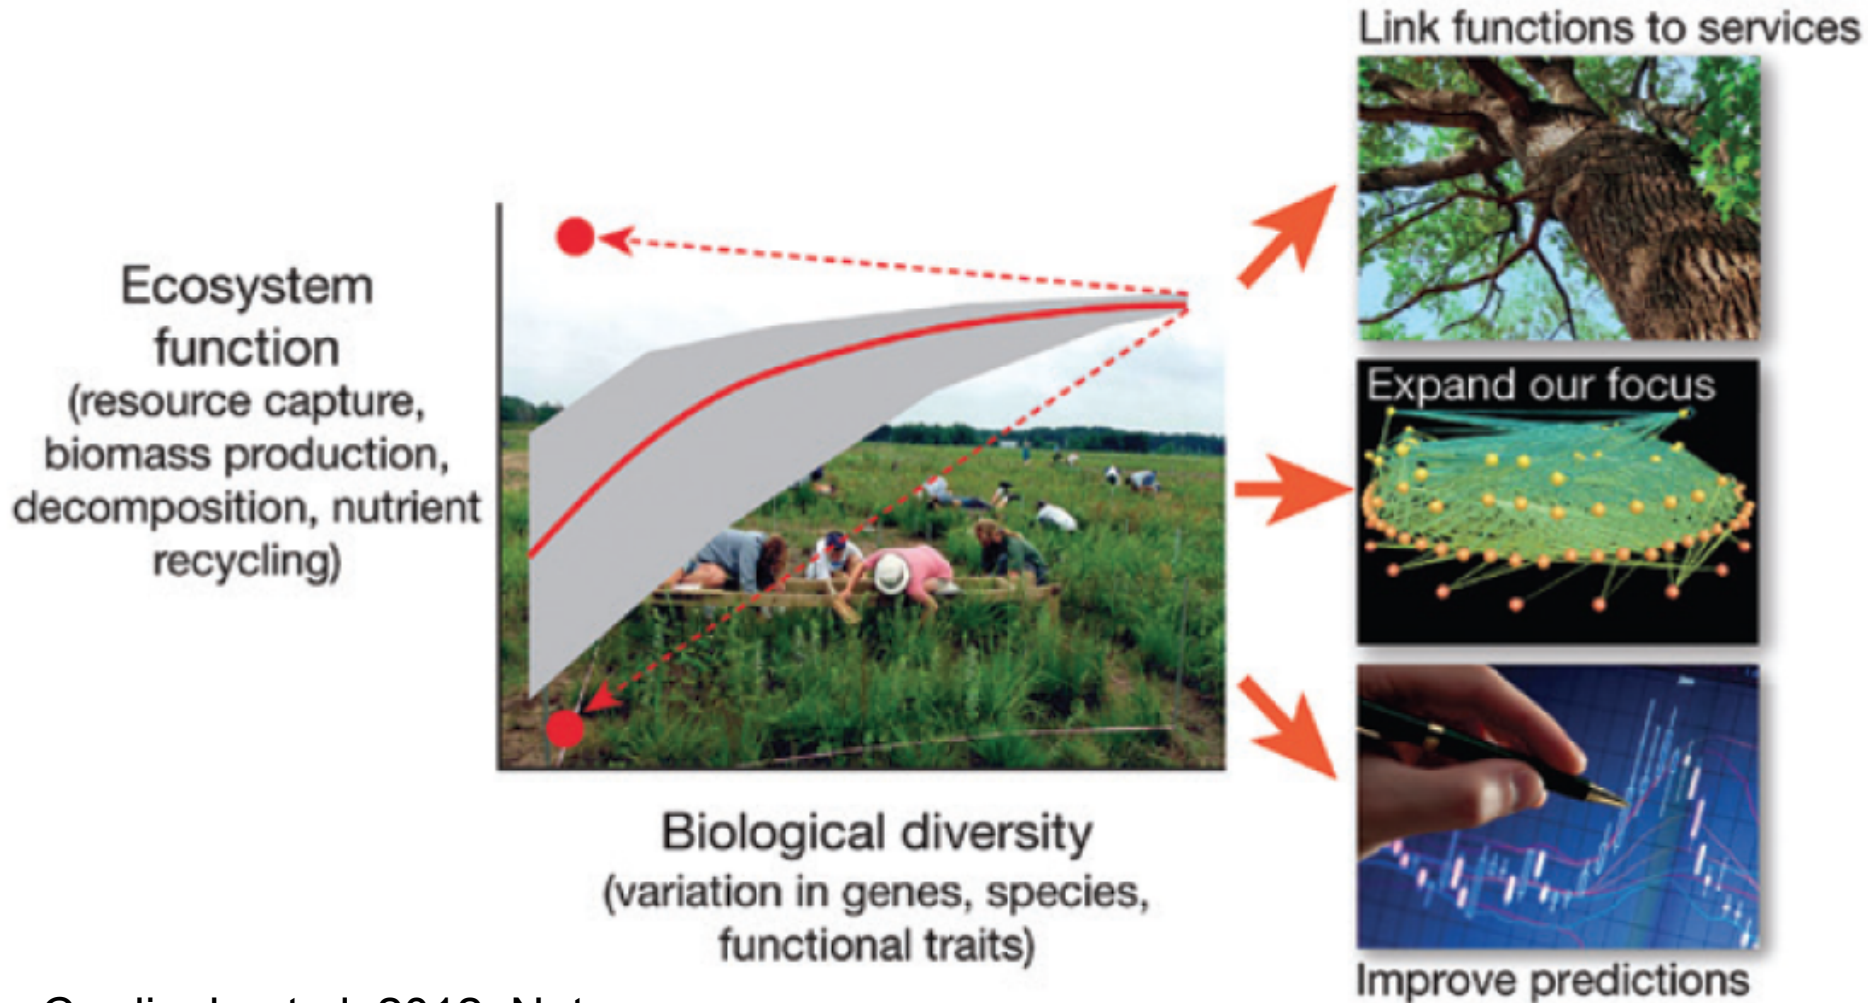 Link functions to services
Ecosystem
function
(resource capture,
biomass production,
decomposition, nutrient
recycling)
Expand our focus
Biological diversity
(variation in genes, species,
functional traits)
Improve predictions